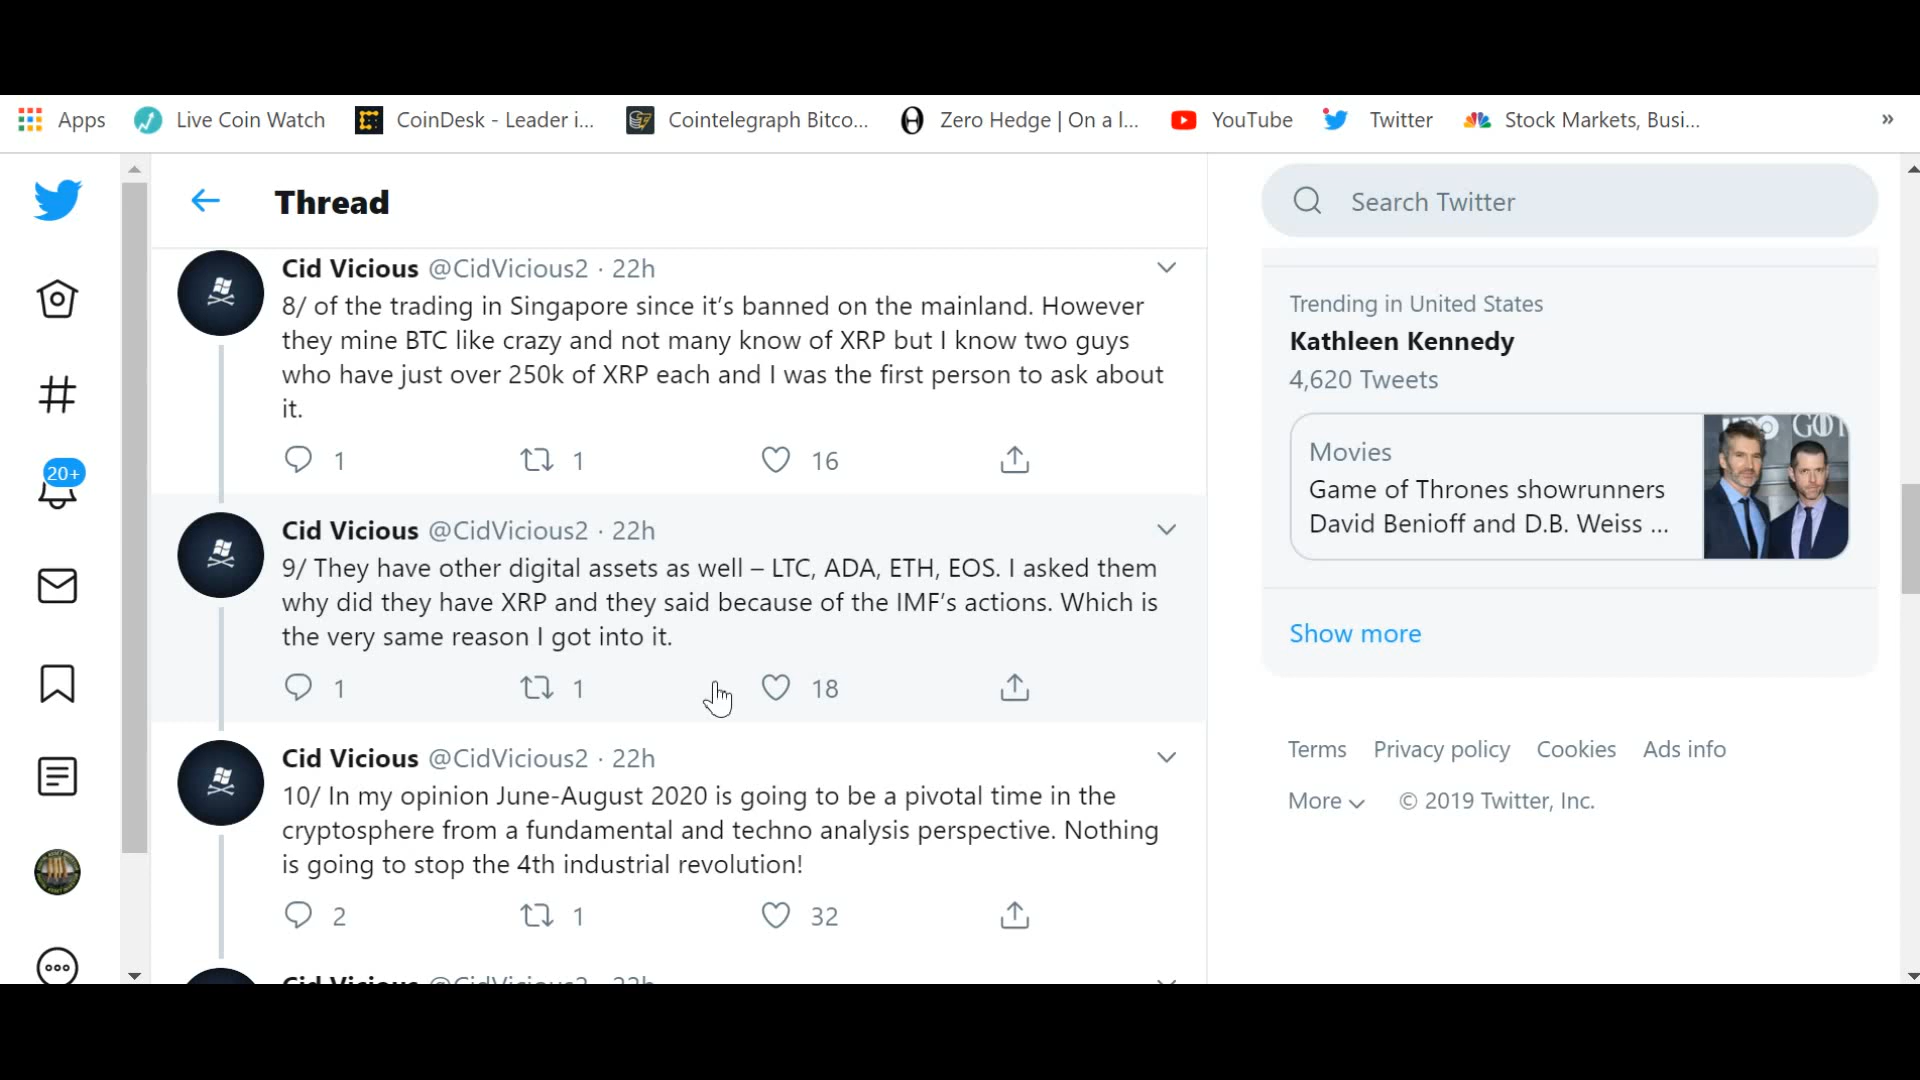 Apps
Live Coin Watch
CoinDesk - Leader i...
Cointelegraph Bitco...
Zero Hedge | On a l...
YouTube
Twitter
Stock Markets, Busi...
»
Thread
Search Twitter
20+
Cid Vicious @CidVicious2 · 22h
8/ of the trading in Singapore since it’s banned on the mainland. However
they mine BTC like crazy and not many know of XRP but I know two guys
who have just over 250k of XRP each and I was the first person to ask about
it.
1
1
16
Cid Vicious @CidVicious2 · 22h
9/ They have other digital assets as well – LTC, ADA, ETH, EOS. I asked them
why did they have XRP and they said because of the IMF’s actions. Which is
the very same reason I got into it.
1
1
18
Cid Vicious @CidVicious2 · 22h
10/ In my opinion June-August 2020 is going to be a pivotal time in the
cryptosphere from a fundamental and techno analysis perspective. Nothing
is going to stop the 4th industrial revolution!
2
1
32
Cid Vicious @CidVicious2 · 22h
Trending in United States
Kathleen Kennedy
4,620 Tweets
Movies
Game of Thrones showrunners
David Benioff and D.B. Weiss ...
Show more
Terms
Privacy policy
Cookies
Ads info
More
© 2019 Twitter, Inc.